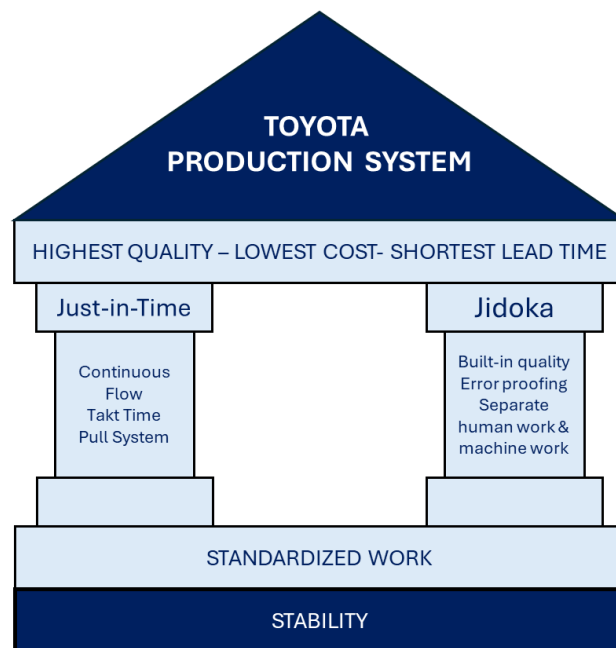 TOYOTA
PRODUCTION SYSTEM
HIGHEST QUALITY – LOWEST COST- SHORTEST LEAD TIME
Just-in-Time
Continuous
Flow
Takt Time
Pull System
Jidoka
Built-in quality
Error proofing
Separate
human work &
machine work
STANDARDIZED WORK
STABILITY